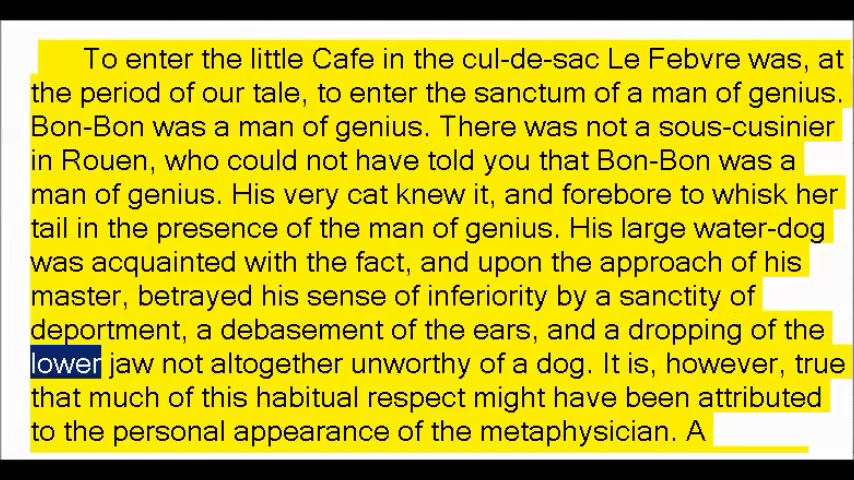 To enter the little Cafe in the cul-de-sac Le Febvre was, at
the period of our tale, to enter the sanctum of a man of genius.
Bon-Bon was a man of genius. There was not a sous-cusinier
in Rouen, who could not have told you that Bon-Bon was a
man of genius. His very cat knew it, and forebore to whisk her
tail in the presence of the man of genius. His large water-dog
was acquainted with the fact, and upon the approach of his
master, betrayed his sense of inferiority by a sanctity of
deportment, a debasement of the ears, and a dropping of the
lower jaw not altogether unworthy of a dog. It is, however, true
that much of this habitual respect might have been attributed
to the personal appearance of the metaphysician. A